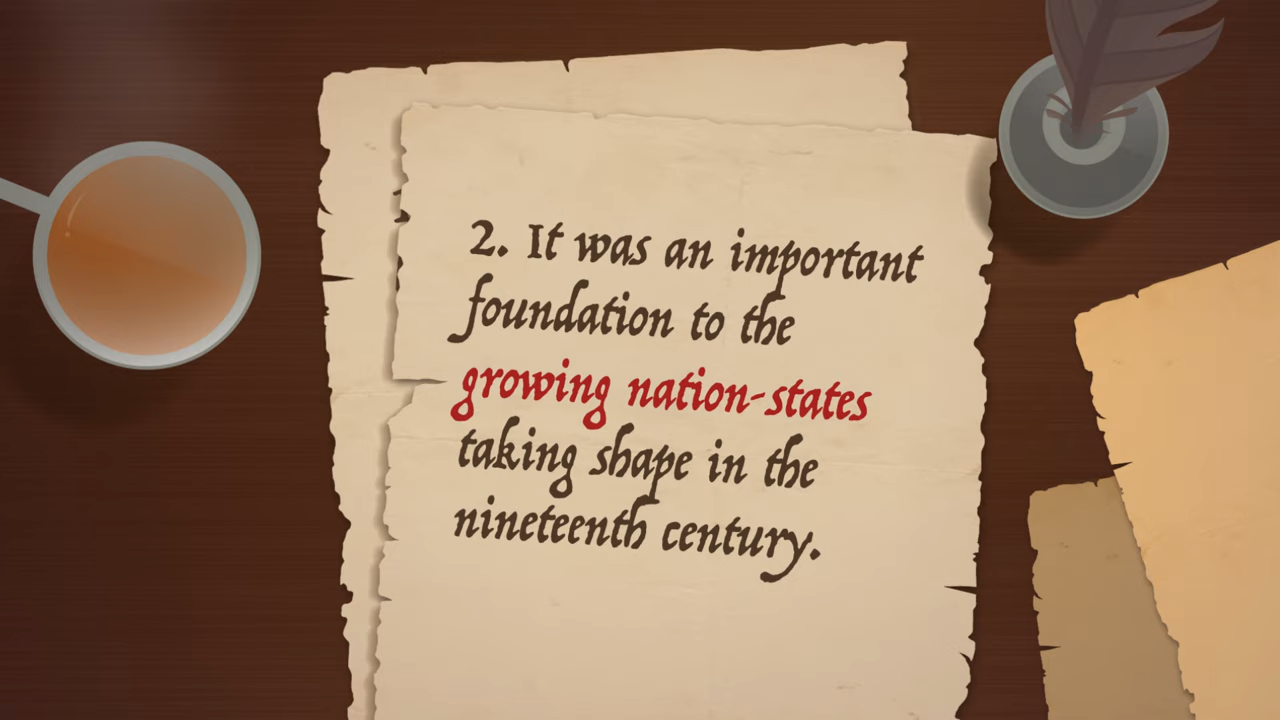 2. It was an important
foundation to the
growing nation-states
taking shape in the
nineteenth century.